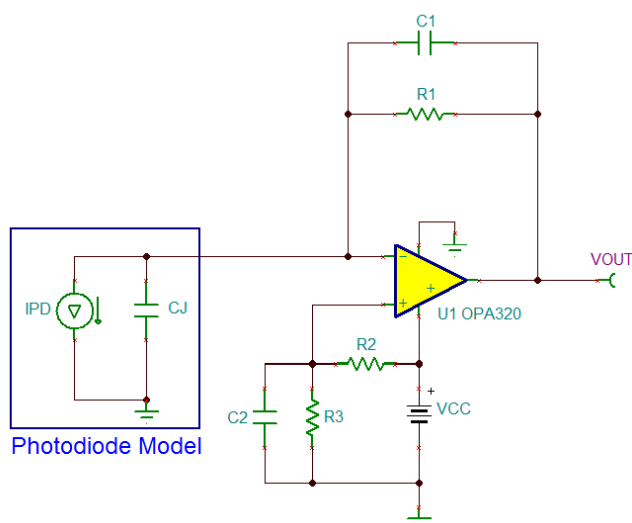 C1
R1
VOUT
IPD
CJ
−
+
+
U1 OPA320
R2
+
C2
R3
VCC
Photodiode Model